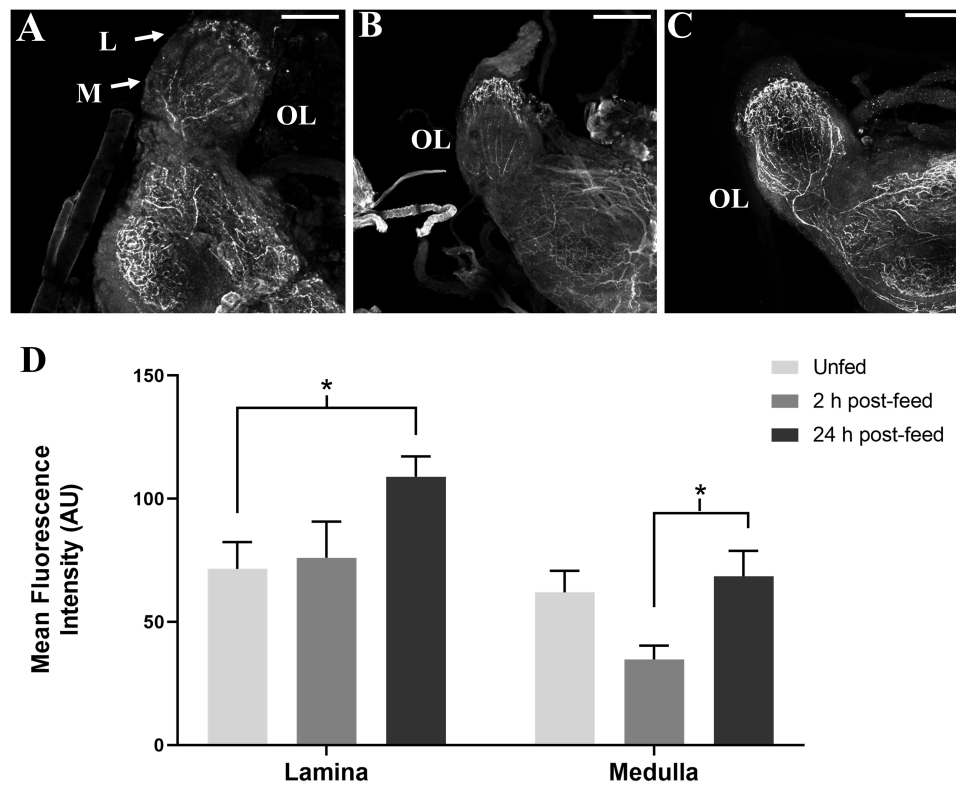 A
L
M
OL
B
OL
C
OL
D
Unfed
2 h post-feed
24 h post-feed
Mean Fluorescence
Intensity (AU)
150
100
50
0
*
*
Lamina
Medulla